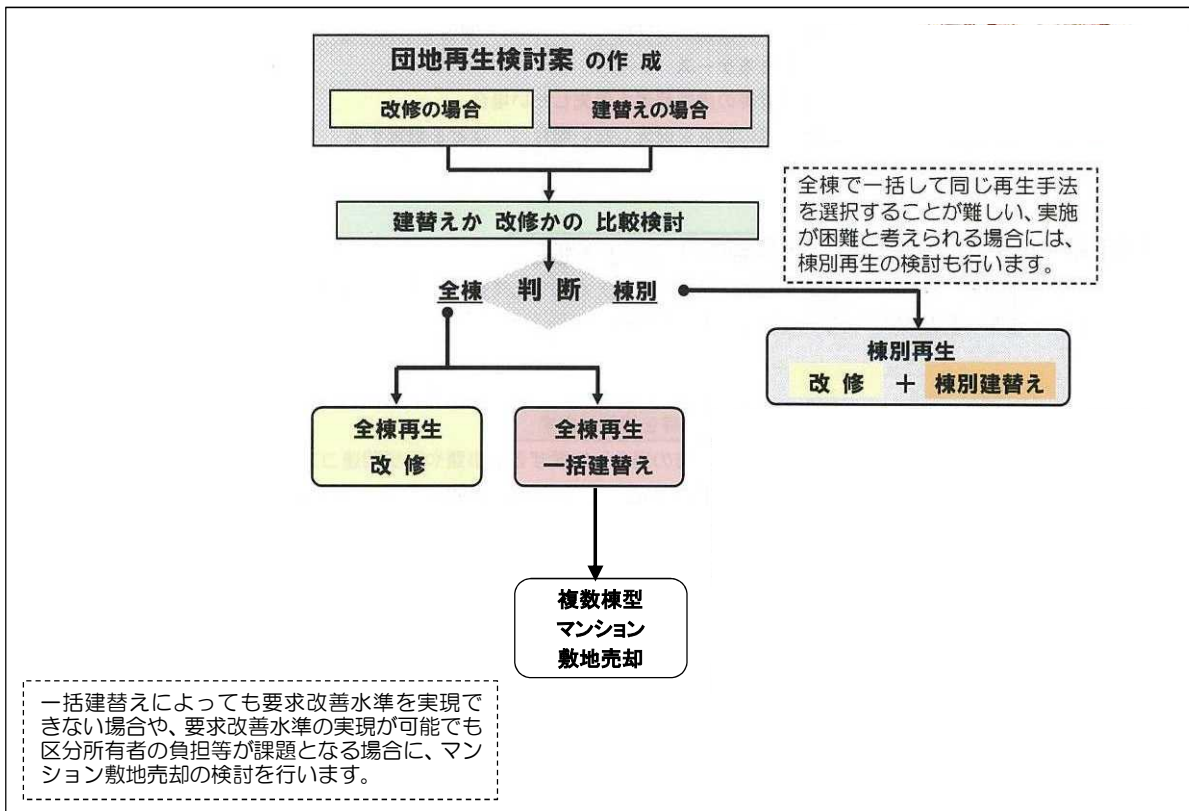 団地再生検討案 の 作 成
改修の場合
建替えの場合
全棟で一括して同じ再生手法
を選択することが難しい、実施
が困難と考えられる場合には、
棟別再生の検討も行います。
建替えか 改修かの 比較検討
全棟 判 断 棟別
棟別再生
改 修 ＋ 棟別建替え
全棟再生
改 修
全棟再生
一括建替え
複数棟型
マンション
敷地売却
一括建替えによっても要求改善水準を実現で
きない場合や、要求改善水準の実現が可能でも
区分所有者の負担等が課題となる場合に、マン
ション敷地売却の検討を行います。